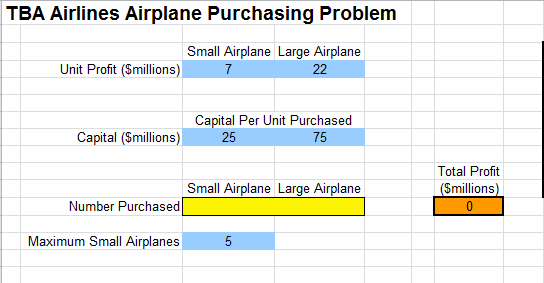 TBA Airlines Airplane Purchasing Problem
Small Airplane Large Airplane
Unit Profit ($millions) 7 22
Capital Per Unit Purchased
Capital ($millions) 25 75
Total Profit
Small Airplane Large Airplane ($millions)
Number Purchased 0
Maximum Small Airplanes 5